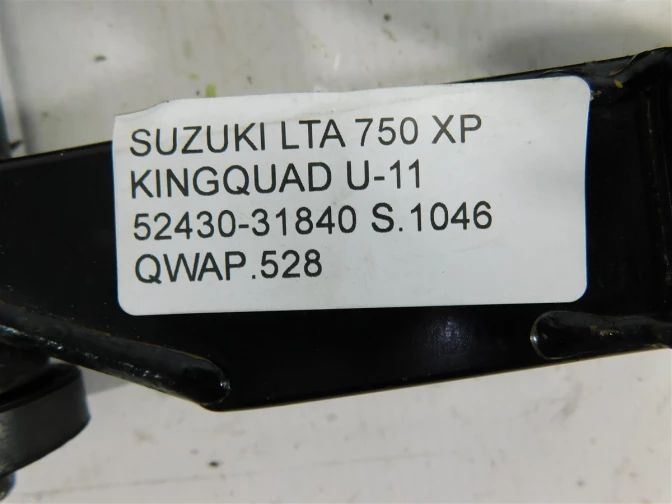 SUZUKI LTA 750 XP
KINGQUAD U-11
52430-31840 S.1046
QWAP.528